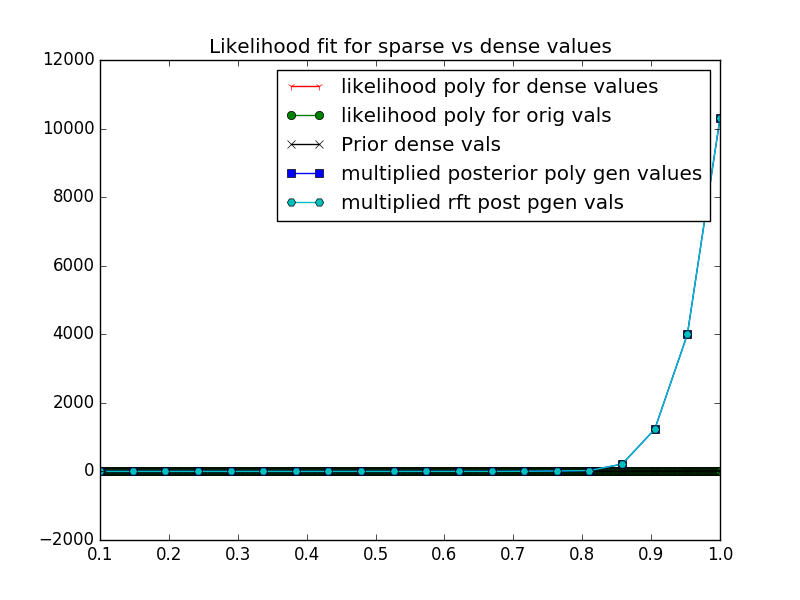 Likelihood fit for sparse vs dense values
12000
10000
8000
6000
4000
2000
0
−2000
likelihood poly for dense values
likelihood poly for orig vals
Prior dense vals
multiplied posterior poly gen values
multiplied rft post pgen vals
0.1 0.2 0.3 0.4 0.5 0.6 0.7 0.8 0.9 1.0